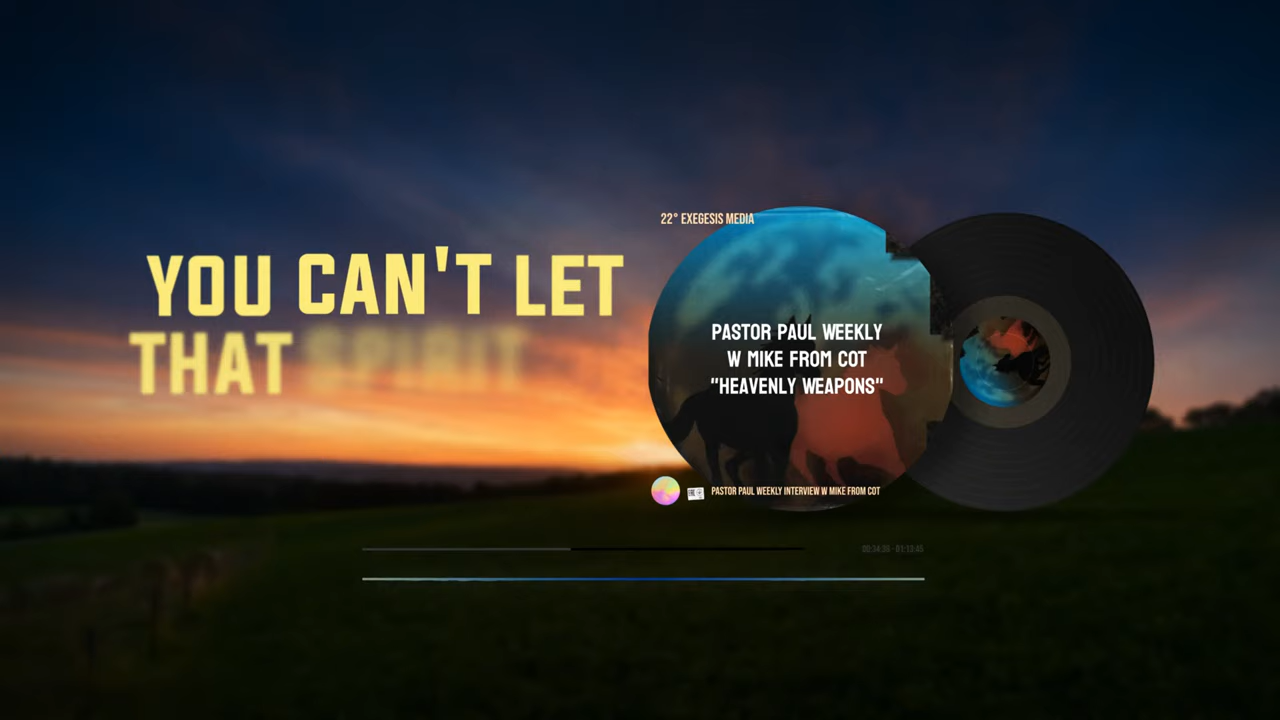 22° EXEGESIS MEDIA
YOU CAN'T LET
THAT SPIRIT
PASTOR PAUL WEEKLY
W MIKE FROM COT
"HEAVENLY WEAPONS"
PASTOR PAUL WEEKLY INTERVIEW W MIKE FROM COT